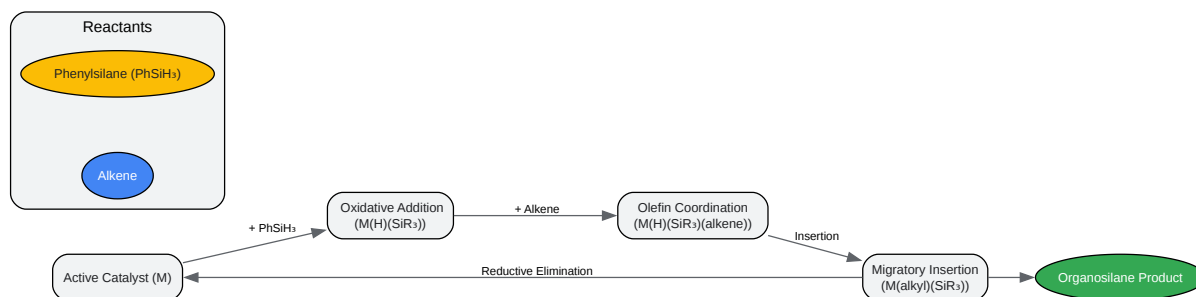 Reactants
Phenylsilane (PhSiH₃)
Alkene
+ PhSiH₃
Oxidative Addition
(M(H)(SiR₃))
+ Alkene
Olefin Coordination
(M(H)(SiR₃)(alkene))
Insertion
Active Catalyst (M)
Reductive Elimination
Migratory Insertion
(M(alkyl)(SiR₃))
Organosilane Product